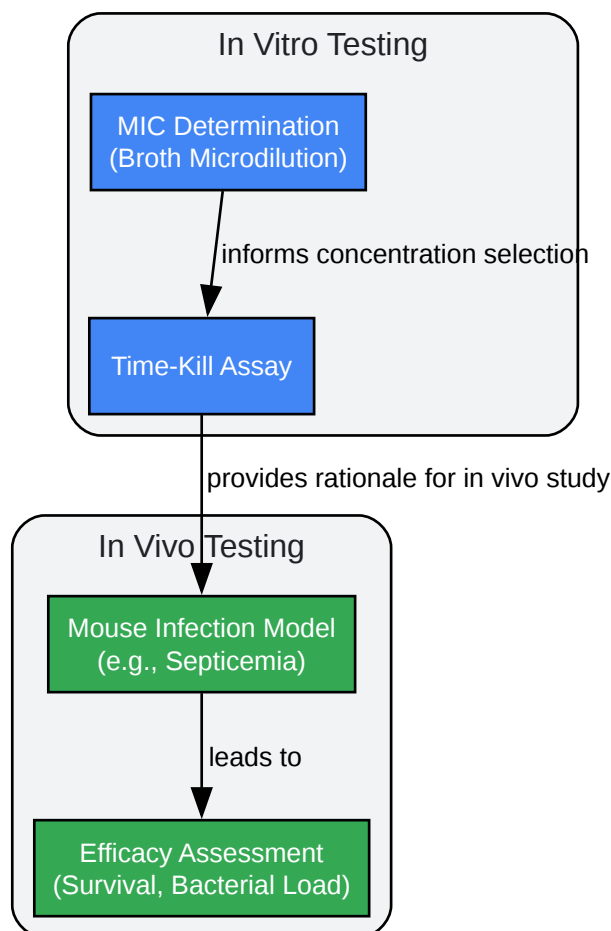 In Vitro Testing
MIC Determination
(Broth Microdilution)
informs concentration selection
Time-Kill Assay
provides rationale for in vivo study
In Vivo Testing
Mouse Infection Model
(e.g., Septicemia)
leads to
Efficacy Assessment
(Survival, Bacterial Load)